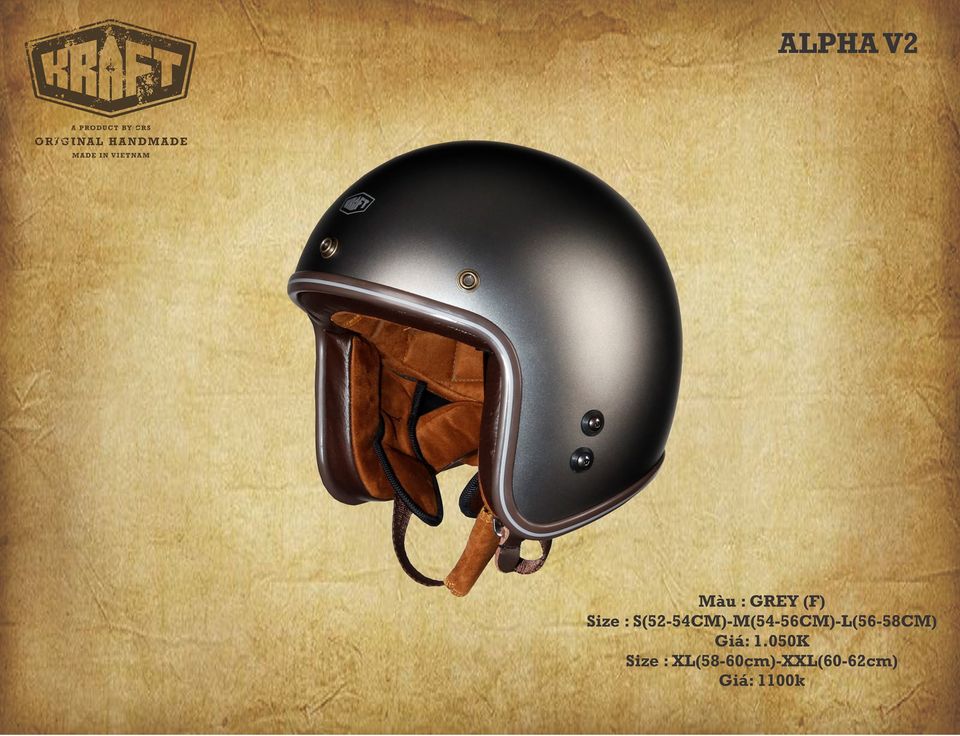 KRAFT
A PRODUCT BY CRS
ORIGINAL HANDMADE
MADE IN VIETNAM
ALPHA V2
KRAFT
Màu : GREY (F)
Size : S(52-54CM)-M(54-56CM)-L(56-58CM)
Giá: 1.050K
Size : XL(58-60cm)-XXL(60-62cm)
Giá: 1100k